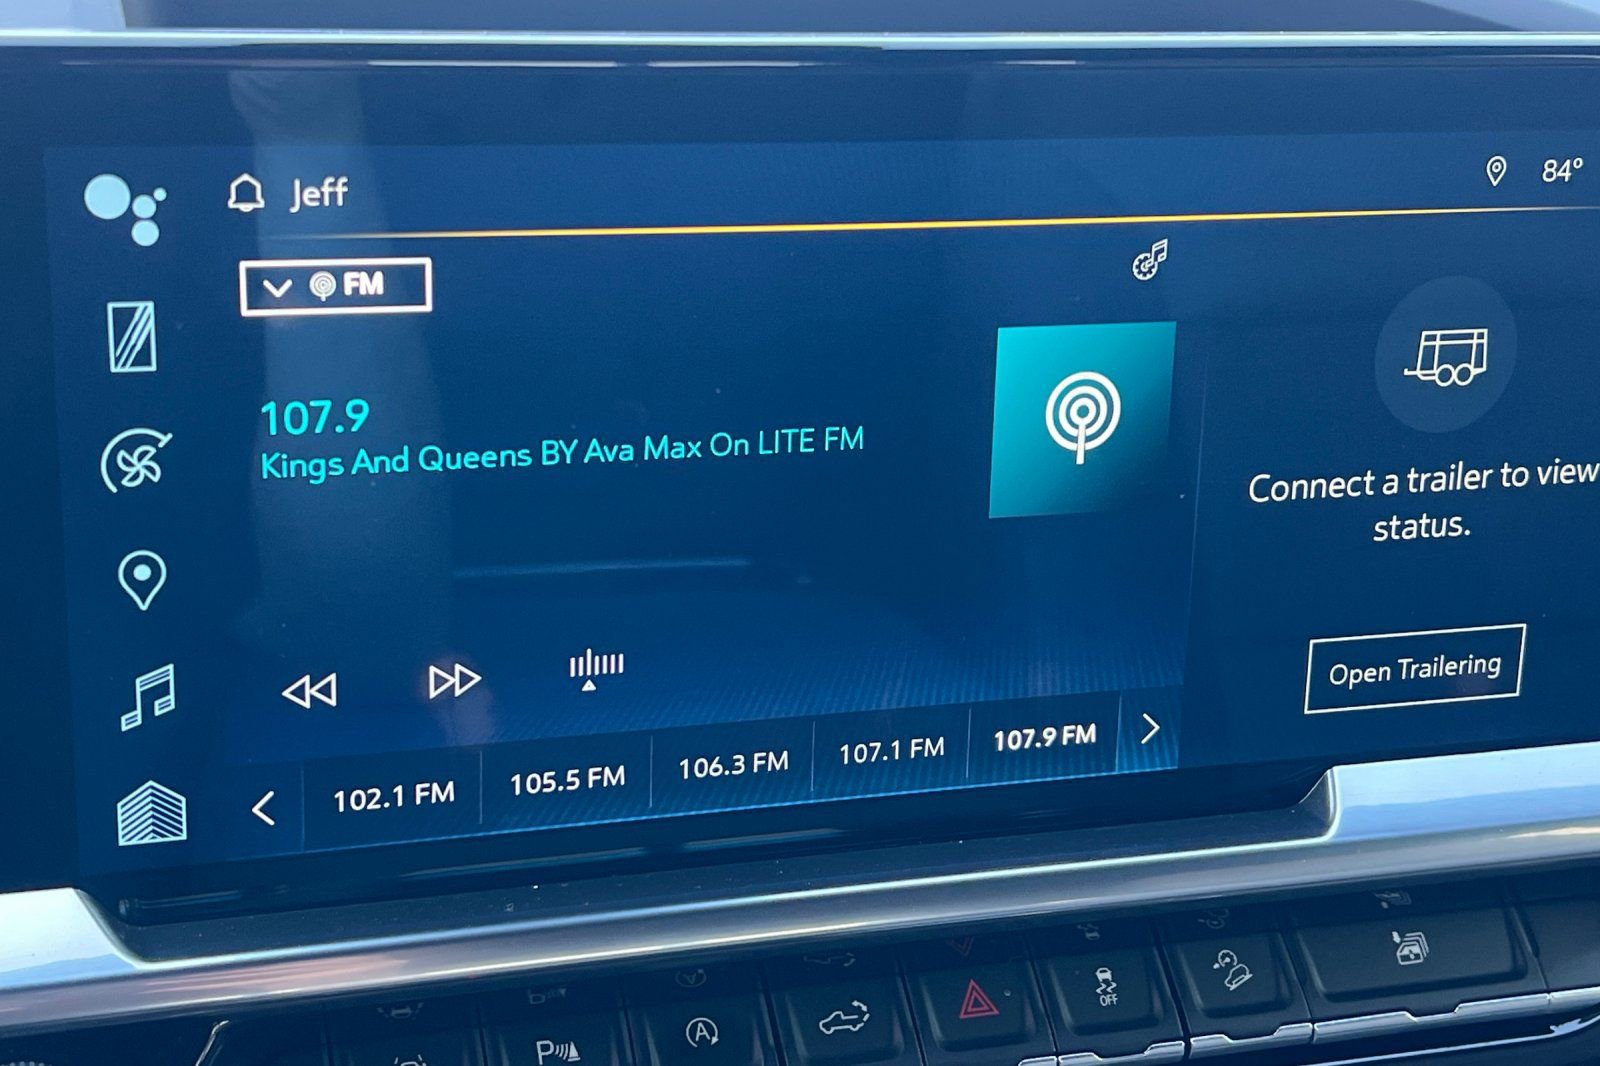 Jeff
84°
FM
107.9
Kings And Queens BY Ava Max On LITE FM
Connect a trailer to view
status.
Open Trailering
102.1 FM
105.5 FM
106.3 FM
107.1 FM
107.9 FM
P
A
OFF